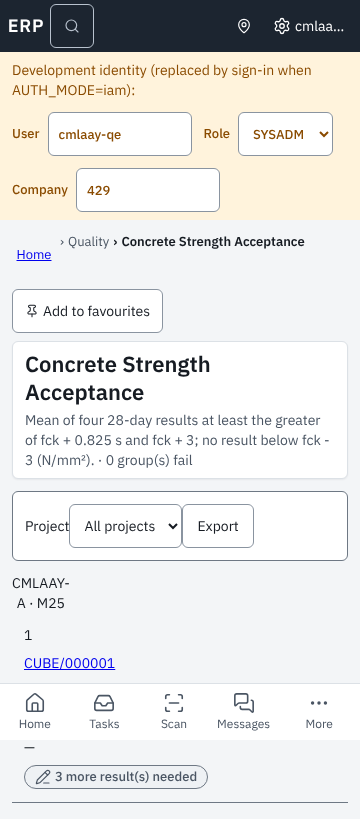 ERP
cmlaa...
Development identity (replaced by sign-in when
AUTH_MODE=iam):
User cmlaay-qe Role SYSADM
Company 429
Home › Quality › Concrete Strength Acceptance
Add to favourites
Concrete Strength
Acceptance
Mean of four 28-day results at least the greater
of fck + 0.825 s and fck + 3; no result below fck -
3 (N/mm²). · 0 group(s) fail
Project All projects Export
CMLAAY-
A · M25
1
CUBE/000001
Home Tasks Scan Messages More
—
3 more result(s) needed